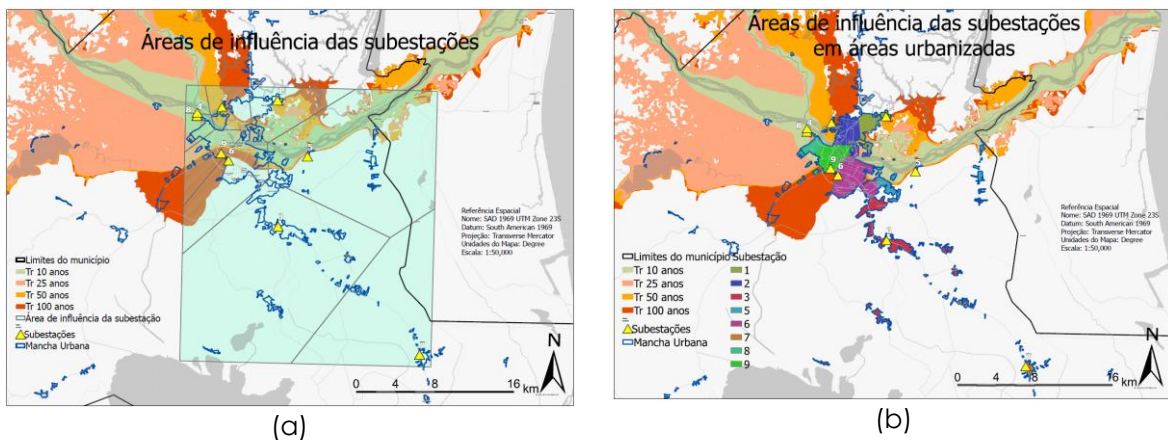 Áreas de influência das subestações
Referência Espacial
Nome: SAD 1969 UTM Zone 23S
Datum: South American 1969
Projeção: Transverse Mercator
Unidades do Mapa: Degree
Escala: 1:50,000
Limites do município
Tr 10 anos
Tr 25 anos
Tr 50 anos
Tr 100 anos
Área de influência da subestação
Subestações
Mancha Urbana
N
0 4 8 16
km
(a)
Áreas de influência das subestações
em áreas urbanizadas
9
6
5
Referência Espacial
Nome: SAD 1969 UTM Zone 23S
Datum: South American 1969
Projeção: Transverse Mercator
Unidades do Mapa: Degree
Escala: 1:50,000
Limites do município Subestação
Tr 10 anos 1
Tr 25 anos 2
Tr 50 anos 3
Tr 100 anos 5
Subestações 6
Mancha Urbana 7
8
9
N
0 4 8 16
km
(b)